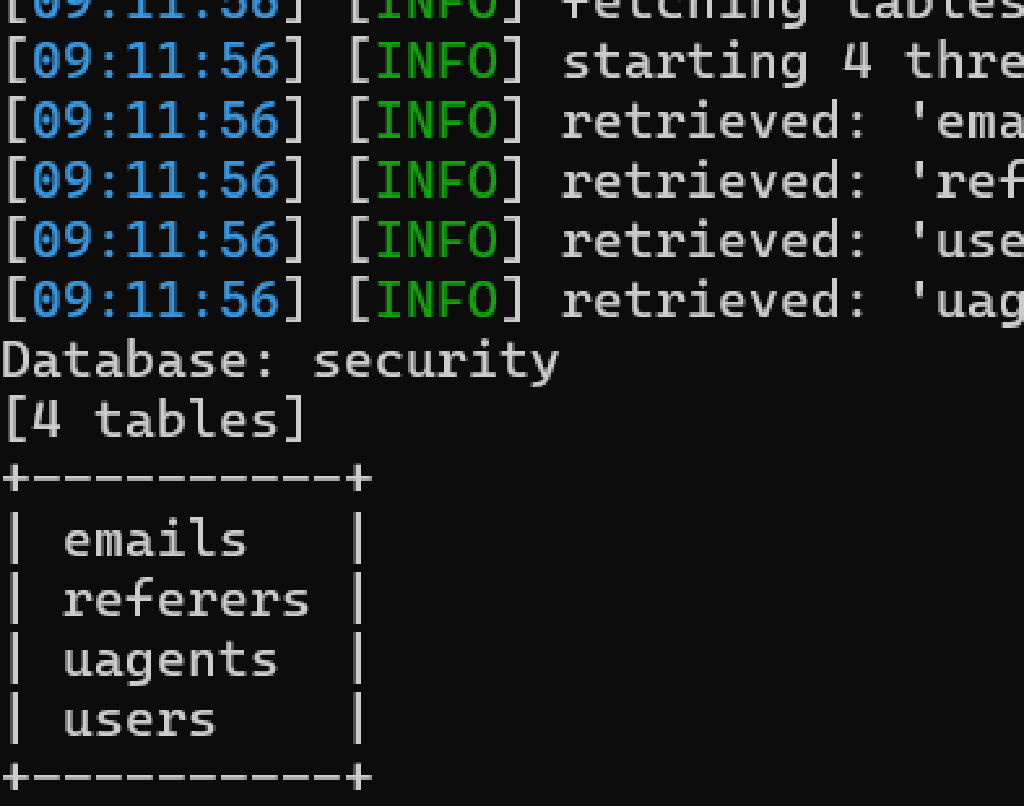 [09:11:56] [INFO] fetching tables
[09:11:56] [INFO] starting 4 thre
[09:11:56] [INFO] retrieved: 'ema
[09:11:56] [INFO] retrieved: 'ref
[09:11:56] [INFO] retrieved: 'use
[09:11:56] [INFO] retrieved: 'uag
Database: security
[4 tables]
+-----------+
| emails    |
| referers  |
| uagents   |
| users     |
+-----------+